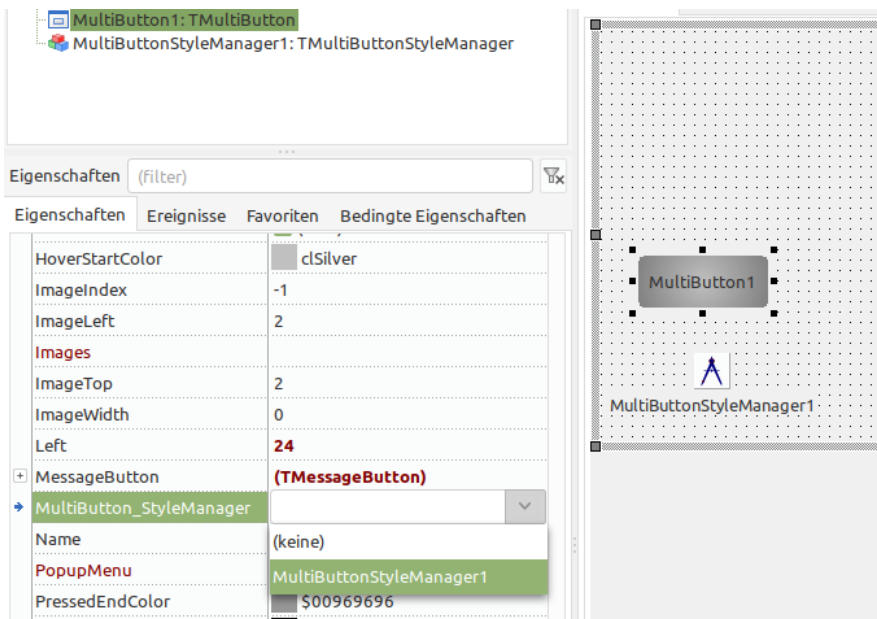 MultiButton1: TMultiButton
MultiButtonStyleManager1: TMultiButtonStyleManager
Eigenschaften (filter)
Eigenschaften Ereignisse Favoriten Bedingte Eigenschaften
HoverStartColor clSilver
ImageIndex -1
ImageLeft 2
Images
ImageTop 2
ImageWidth 0
Left 24
MessageButton (TMessageButton)
MultiButton_StyleManager
Name (keine)
PopupMenu MultiButtonStyleManager1
PressedEndColor $00969696
MultiButton1
MultiButtonStyleManager1